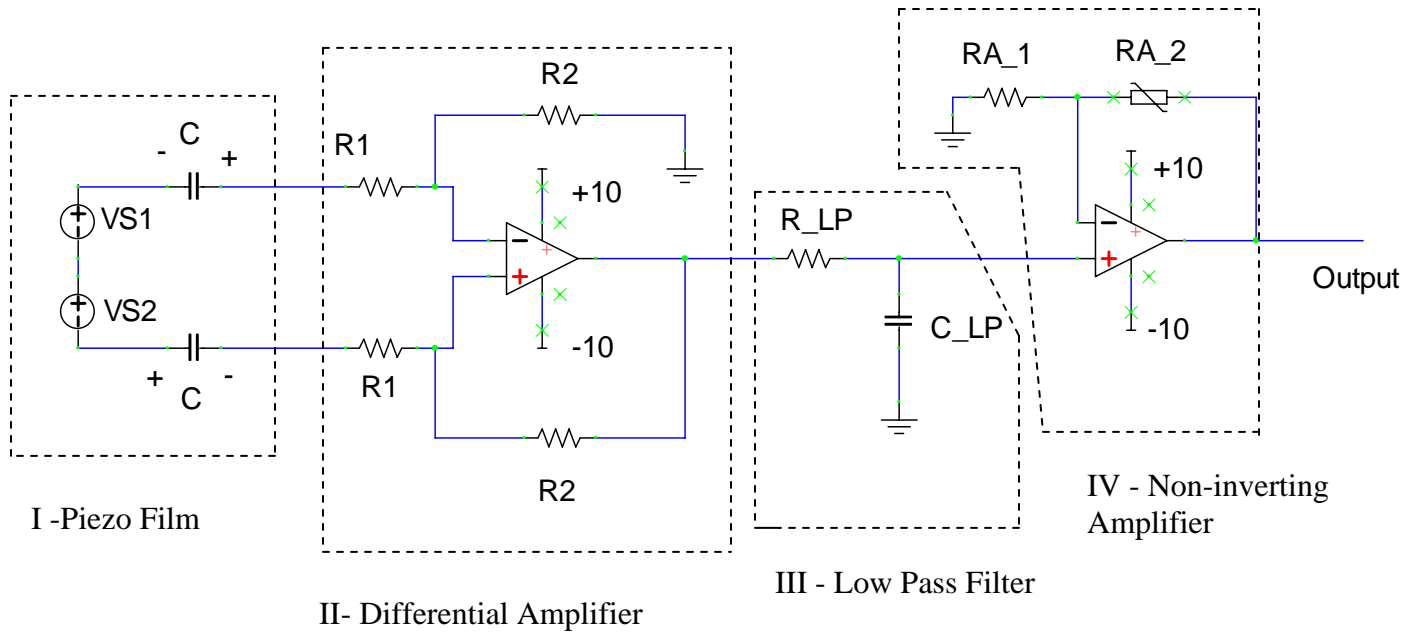 RA_1
RA_2
R2
C
- +
R1
+10
-
+
+
VS1
VS2
+ -
C
R1
-10
R2
R_LP
C_LP
+10
-
+
+
-10
Output
I -Piezo Film
II- Differential Amplifier
III - Low Pass Filter
IV - Non-inverting
Amplifier